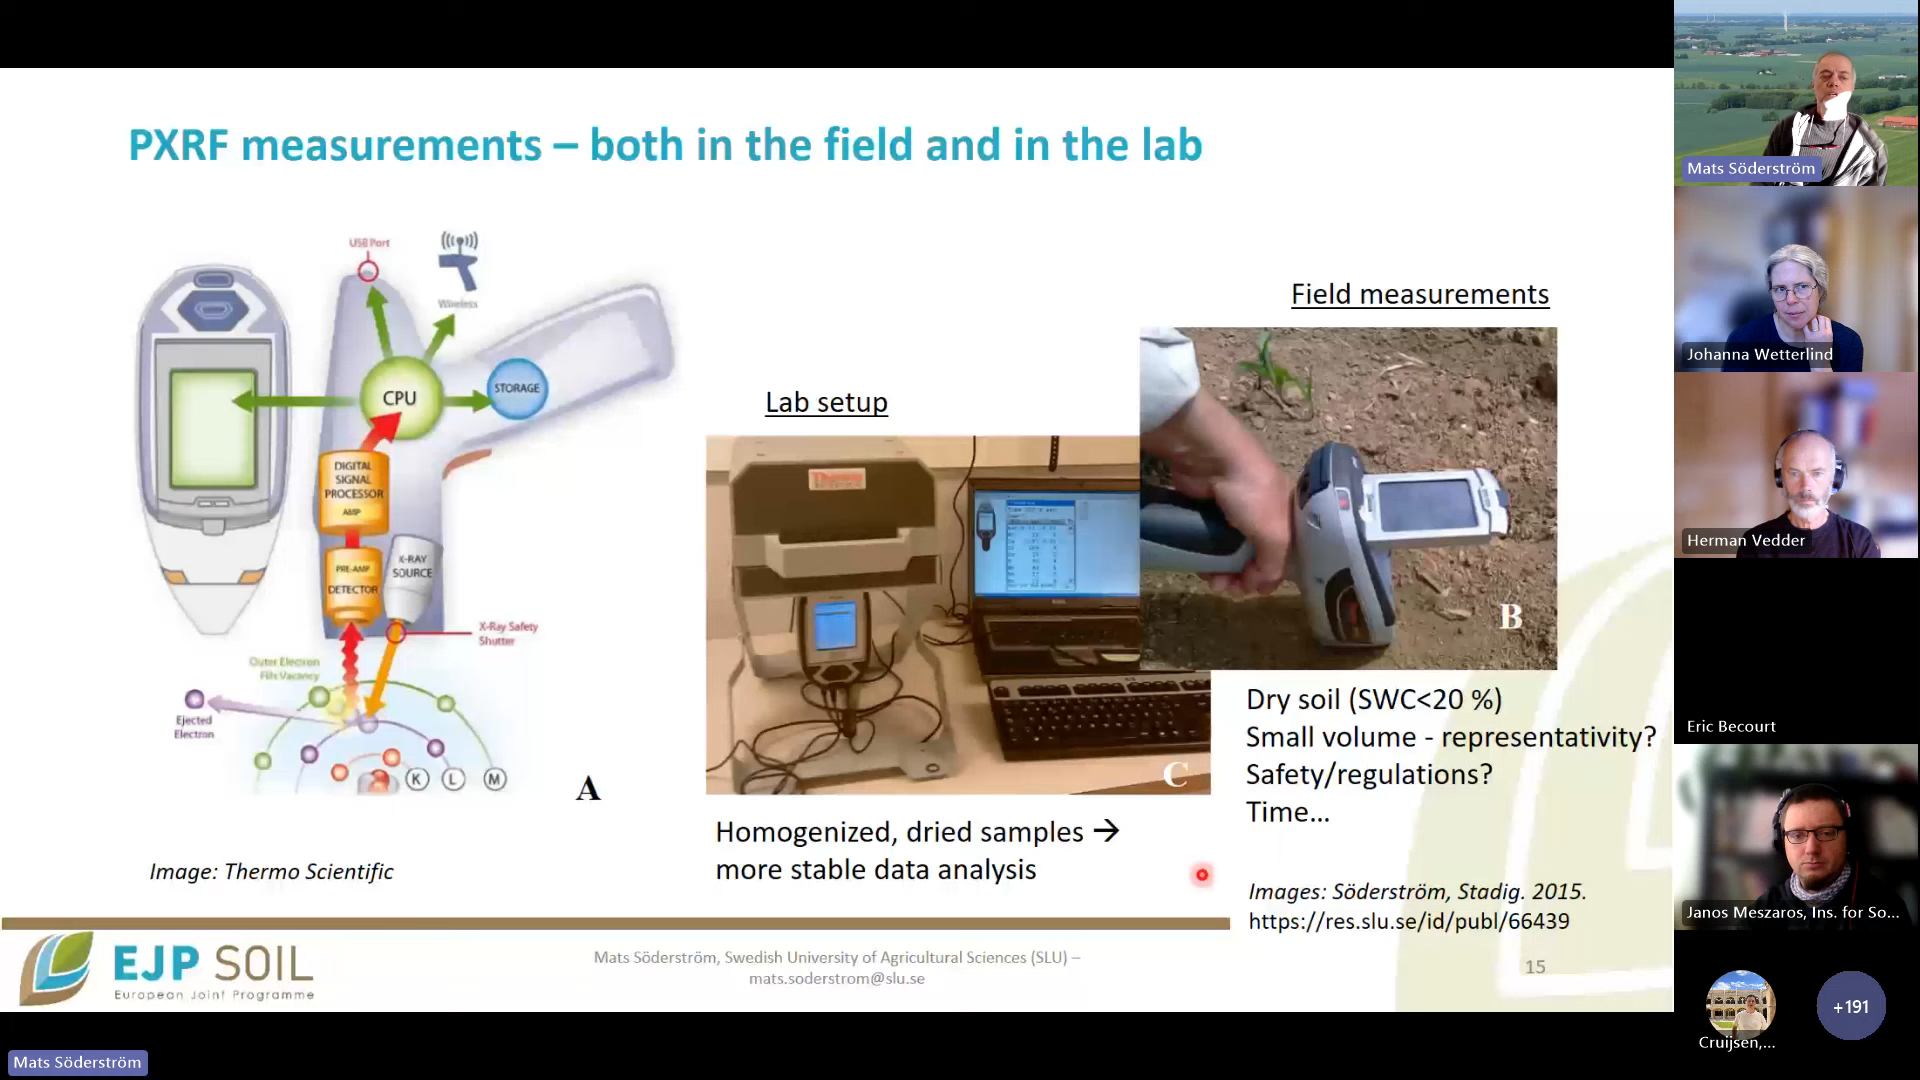 PXRF measurements – both in the field and in the lab
USB Port
Wireless
CPU
STORAGE
DIGITAL
SIGNAL
PROCESSOR
AMP
PRE-AMP
DETECTOR
X-RAY
SOURCE
X-Ray Safety
Shutter
Outer Electron
Fills Vacancy
Ejected
Electron
K L M
A
Image: Thermo Scientific
Lab setup
Thermo
C
Homogenized, dried samples →
more stable data analysis
Field measurements
B
Dry soil (SWC<20 %)
Small volume - representativity?
Safety/regulations?
Time...
Images: Söderström, Stadig. 2015.
https://res.slu.se/id/publ/66439
EJP SOIL
European Joint Programme
Mats Söderström, Swedish University of Agricultural Sciences (SLU) –
mats.soderstrom@slu.se
15
Mats Söderström
Mats Söderström
Johanna Wetterlind
Herman Vedder
Eric Becourt
Janos Meszaros, Ins. for So...
Cruijsen,...
+191